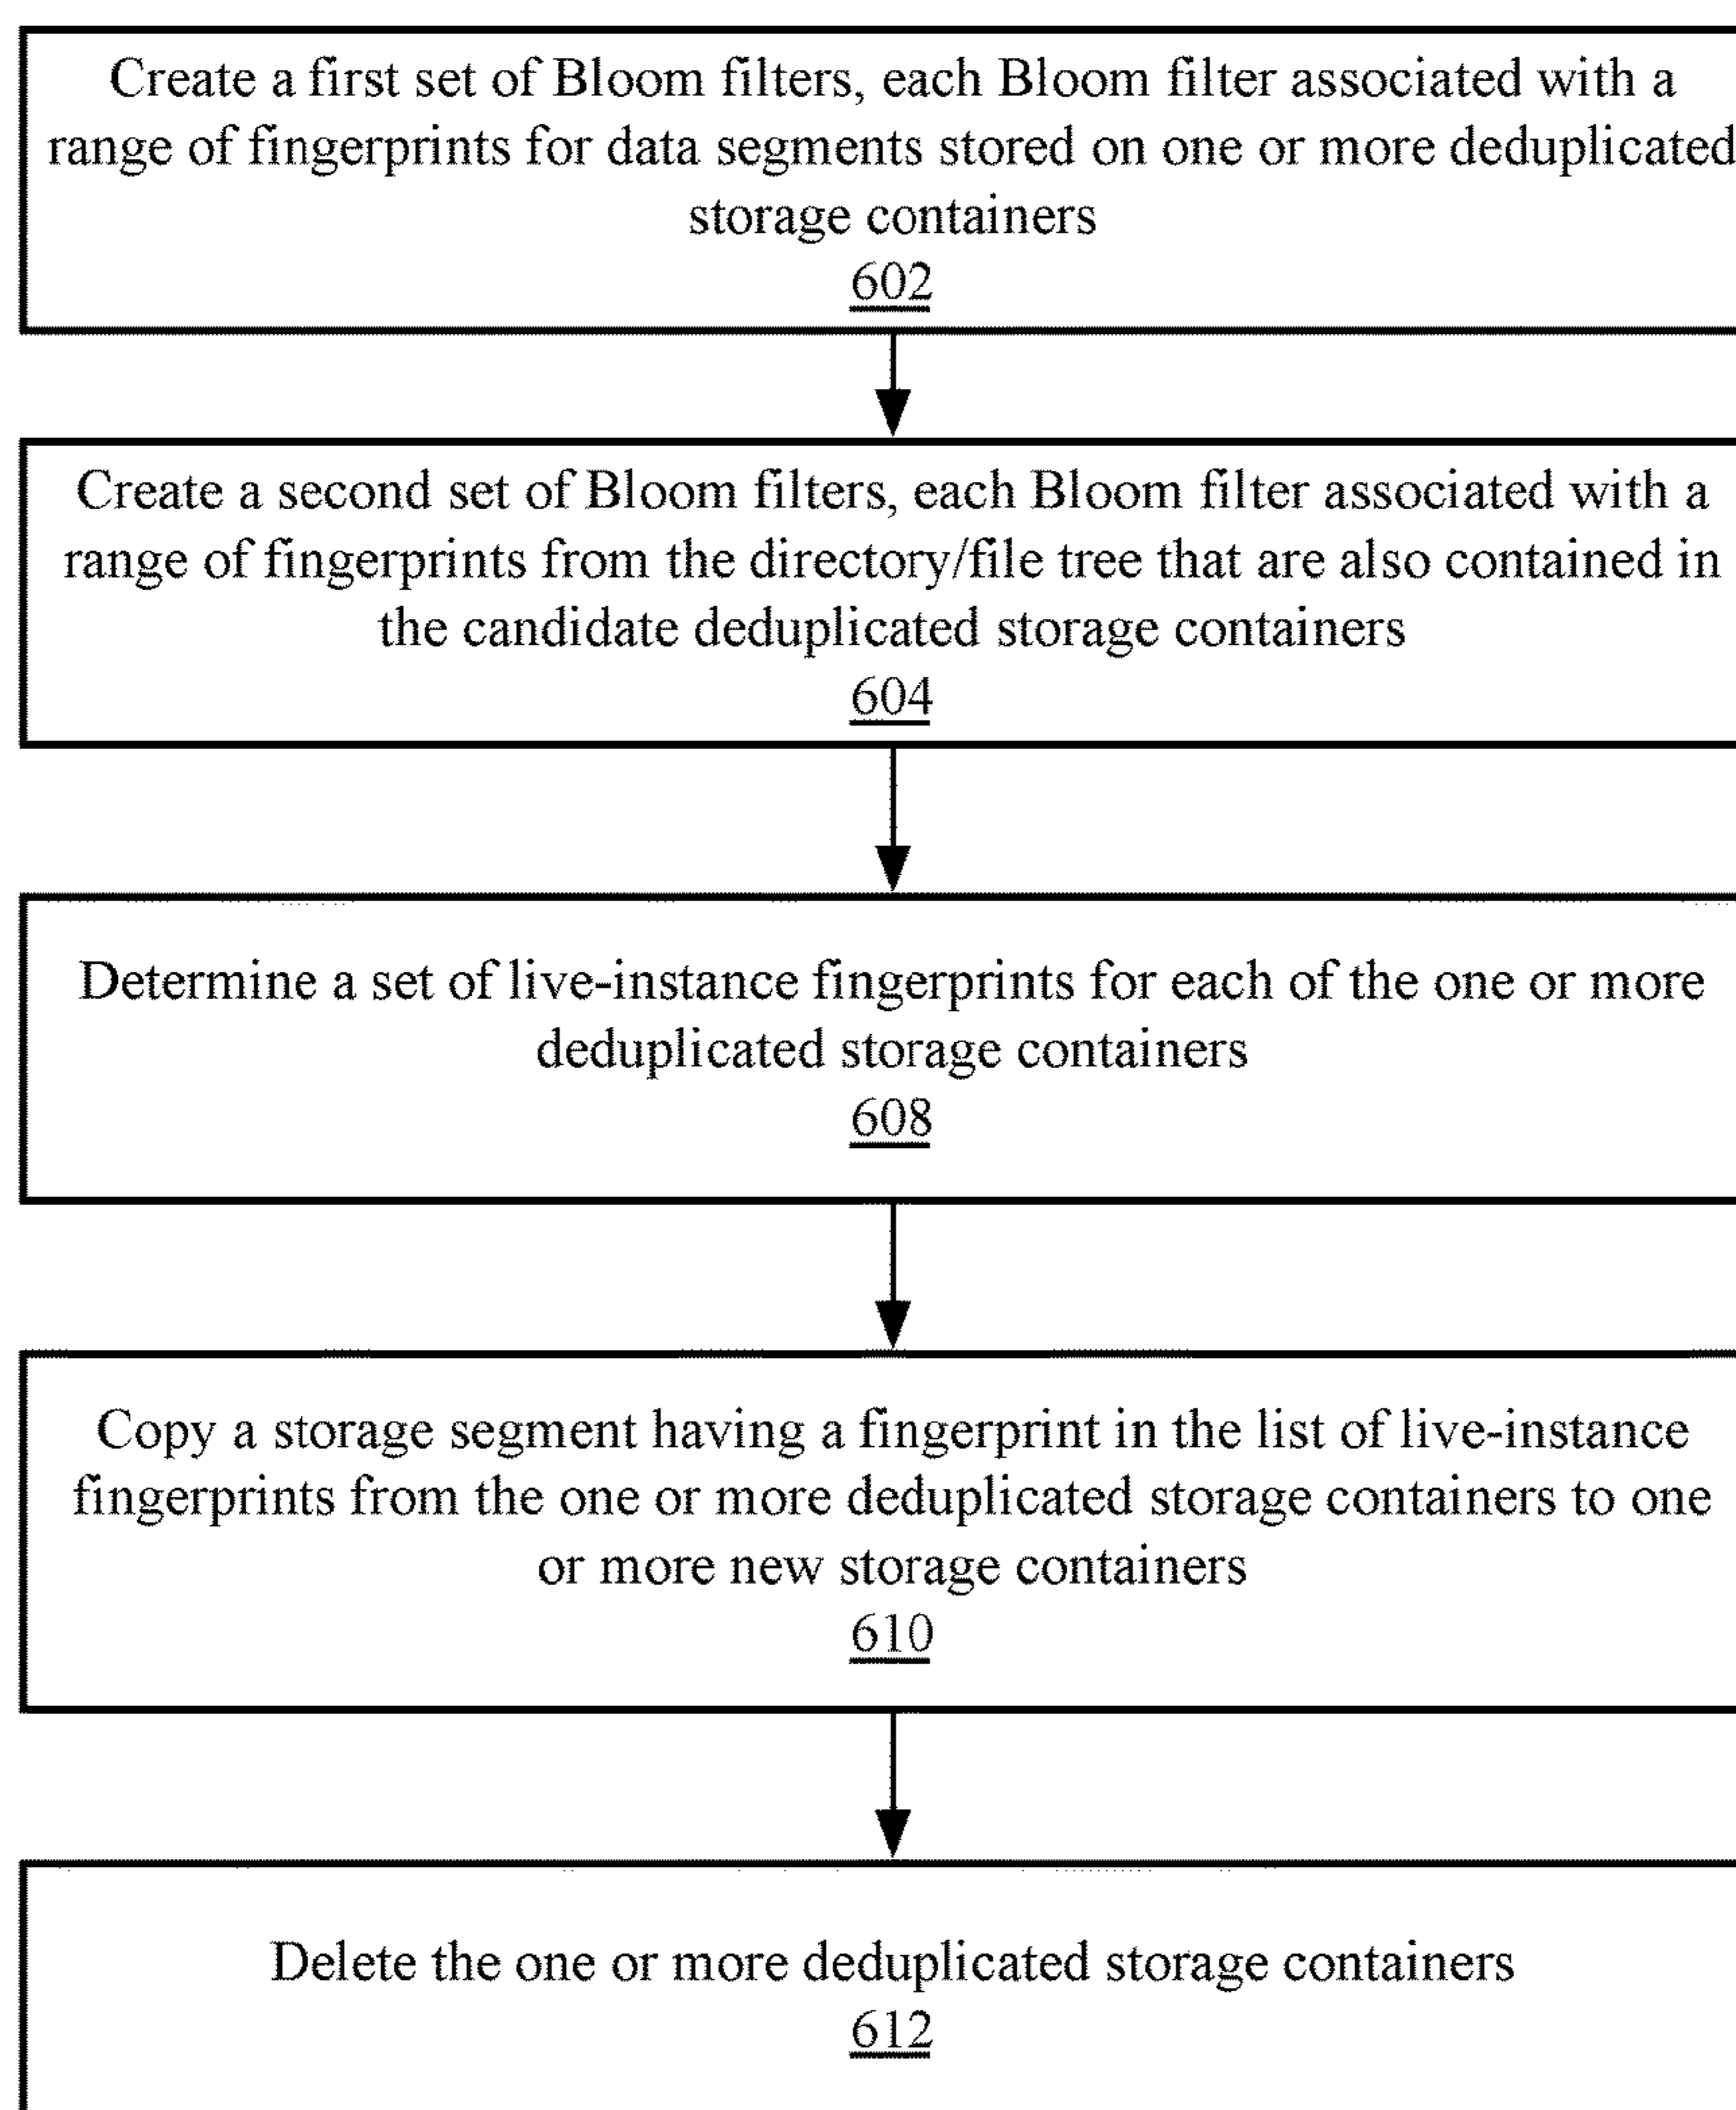 Create a first set of Bloom filters, each Bloom filter associated with a
range of fingerprints for data segments stored on one or more deduplicated
storage containers
602
Create a second set of Bloom filters, each Bloom filter associated with a
range of fingerprints from the directory/file tree that are also contained in
the candidate deduplicated storage containers
604
Determine a set of live-instance fingerprints for each of the one or more
deduplicated storage containers
608
Copy a storage segment having a fingerprint in the list of live-instance
fingerprints from the one or more deduplicated storage containers to one
or more new storage containers
610
Delete the one or more deduplicated storage containers
612